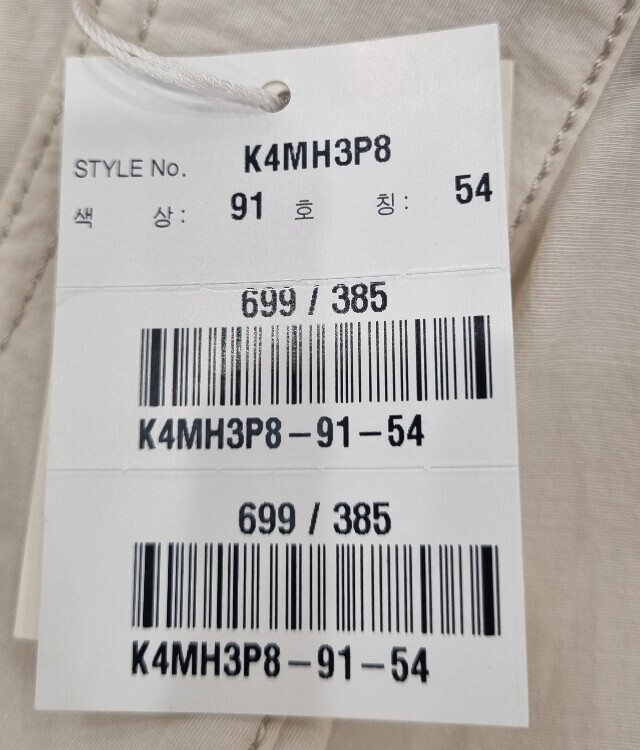 STYLE No. K4MH3P8
색 상: 91 호 칭: 54
699 / 385
K4MH3P8-91-54
699 / 385
K4MH3P8-91-54